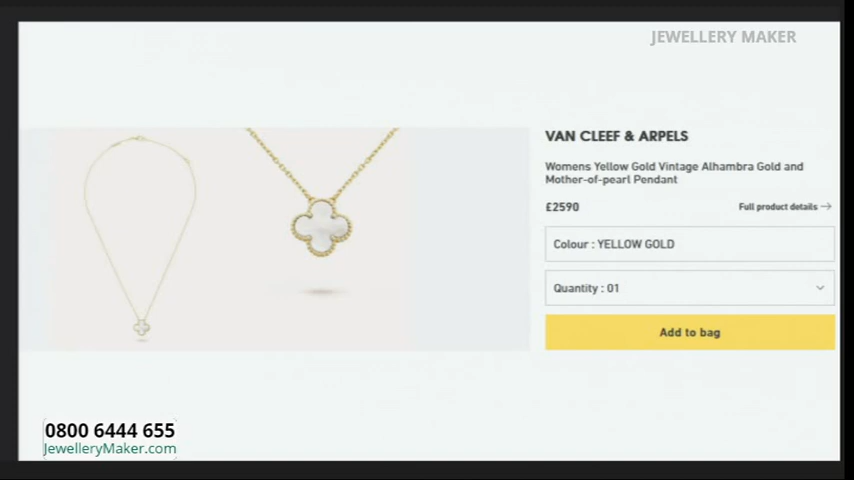 JEWELLERY MAKER
VAN CLEEF & ARPELS
Womens Yellow Gold Vintage Alhambra Gold and
Mother-of-pearl Pendant
£2590
Full product details →
Colour : YELLOW GOLD
Quantity : 01
Add to bag
0800 6444 655
JewelleryMaker.com